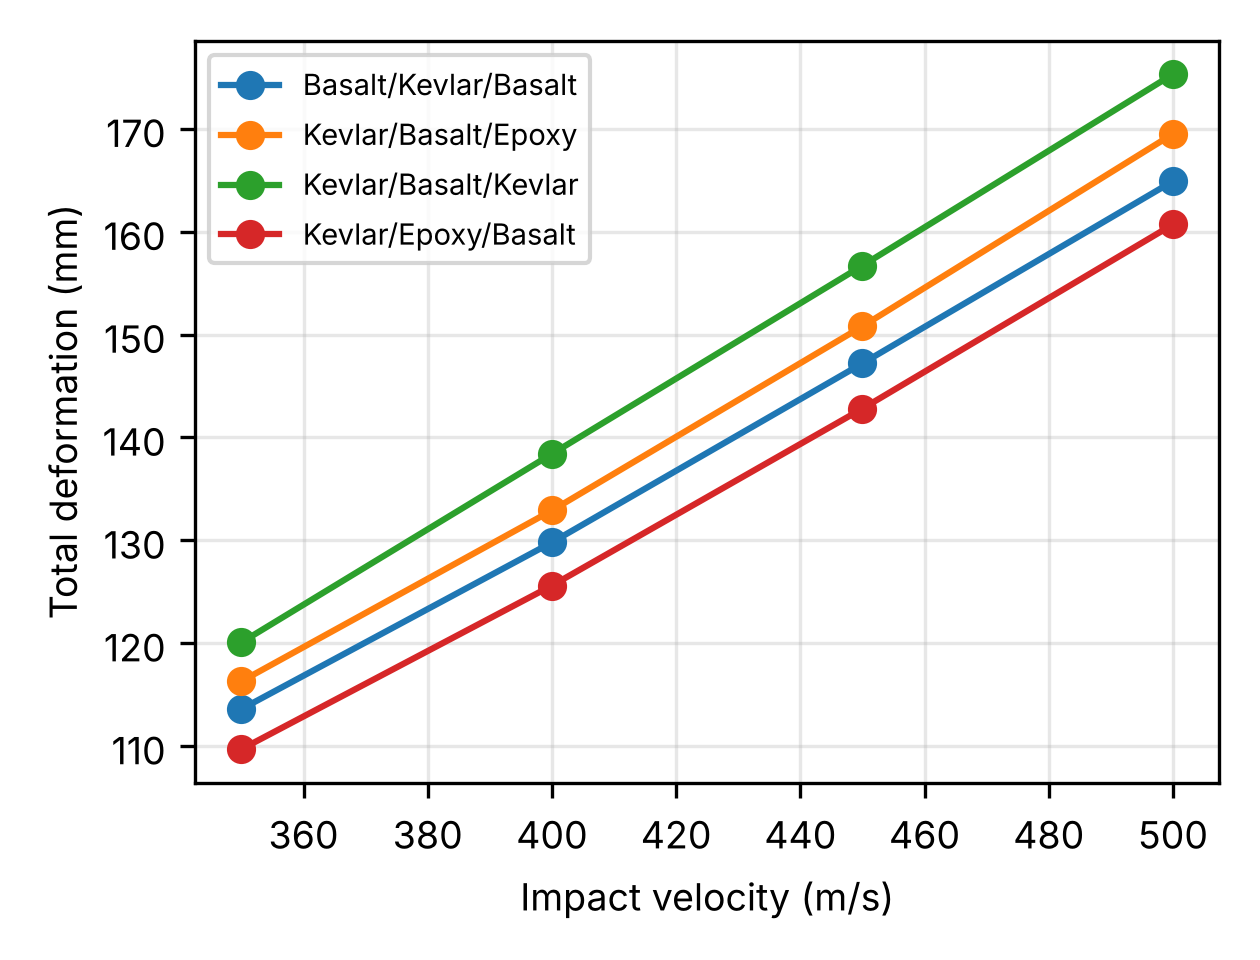 Basalt/Kevlar/Basalt
Kevlar/Basalt/Epoxy
Kevlar/Basalt/Kevlar
Kevlar/Epoxy/Basalt
Total deformation (mm)
170
160
150
140
130
120
110
360 380 400 420 440 460 480 500
Impact velocity (m/s)